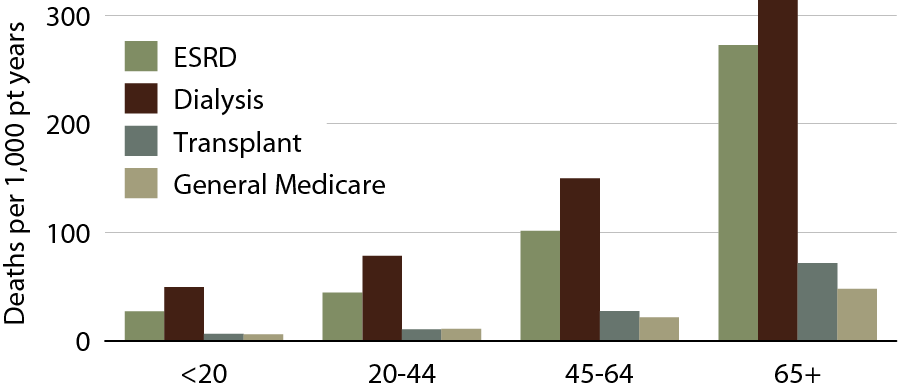 Deaths per 1,000 pt years
300
200
100
0
ESRD
Dialysis
Transplant
General Medicare
<20
20-44
45-64
65+